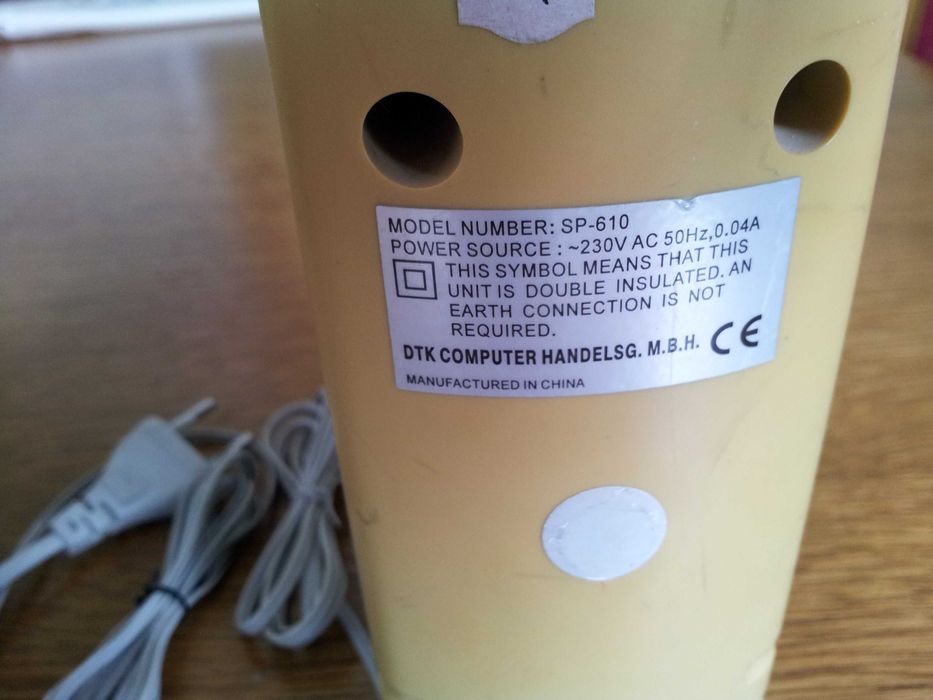 MODEL NUMBER: SP-610
POWER SOURCE : ~230V AC 50Hz,0.04A
THIS SYMBOL MEANS THAT THIS
UNIT IS DOUBLE INSULATED. AN
EARTH CONNECTION IS NOT
REQUIRED.
DTK COMPUTER HANDELSG. M.B.H. CE
MANUFACTURED IN CHINA